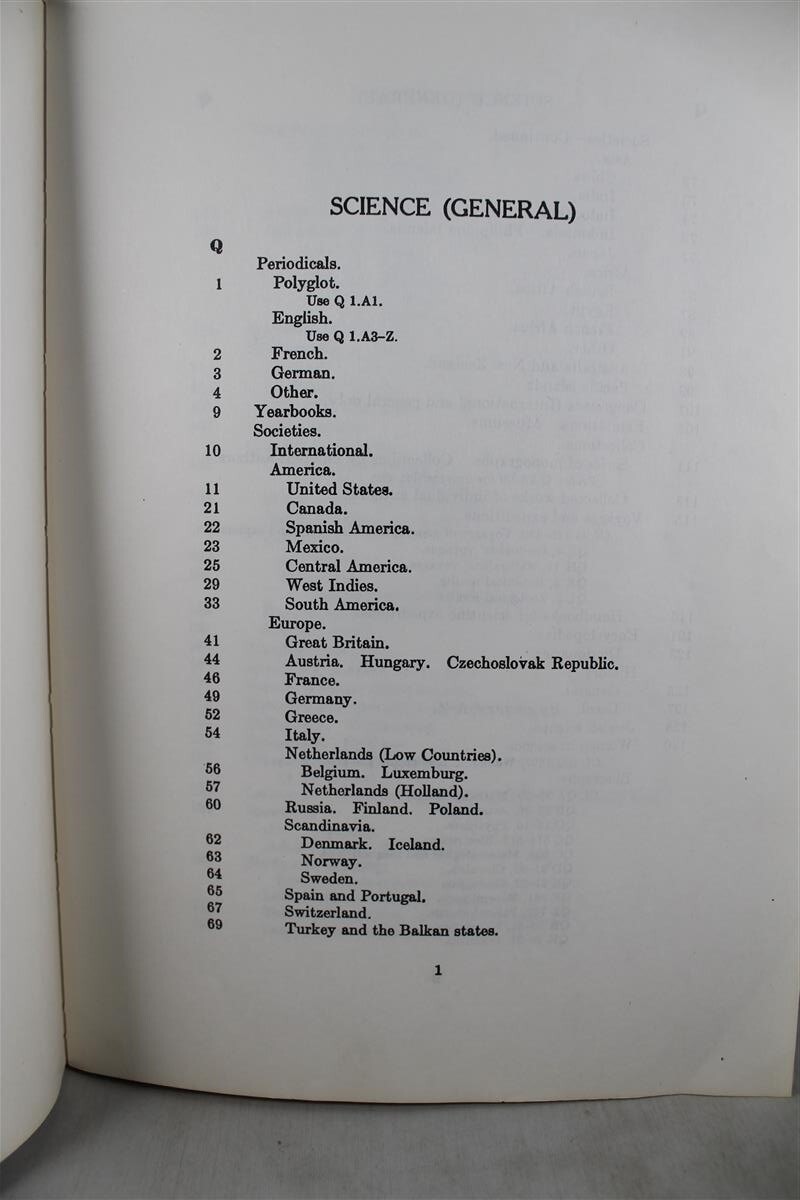 SCIENCE (GENERAL)
Q
Periodicals.
1 Polyglot.
Use Q 1.A1.
English.
Use Q 1.A3–Z.
2 French.
3 German.
4 Other.
9 Yearbooks.
Societies.
10 International.
America.
11 United States.
21 Canada.
22 Spanish America.
23 Mexico.
25 Central America.
29 West Indies.
33 South America.
Europe.
41 Great Britain.
44 Austria. Hungary. Czechoslovak Republic.
46 France.
49 Germany.
52 Greece.
54 Italy.
Netherlands (Low Countries).
56 Belgium. Luxemburg.
57 Netherlands (Holland).
60 Russia. Finland. Poland.
Scandinavia.
62 Denmark. Iceland.
63 Norway.
64 Sweden.
65 Spain and Portugal.
67 Switzerland.
69 Turkey and the Balkan states.
1